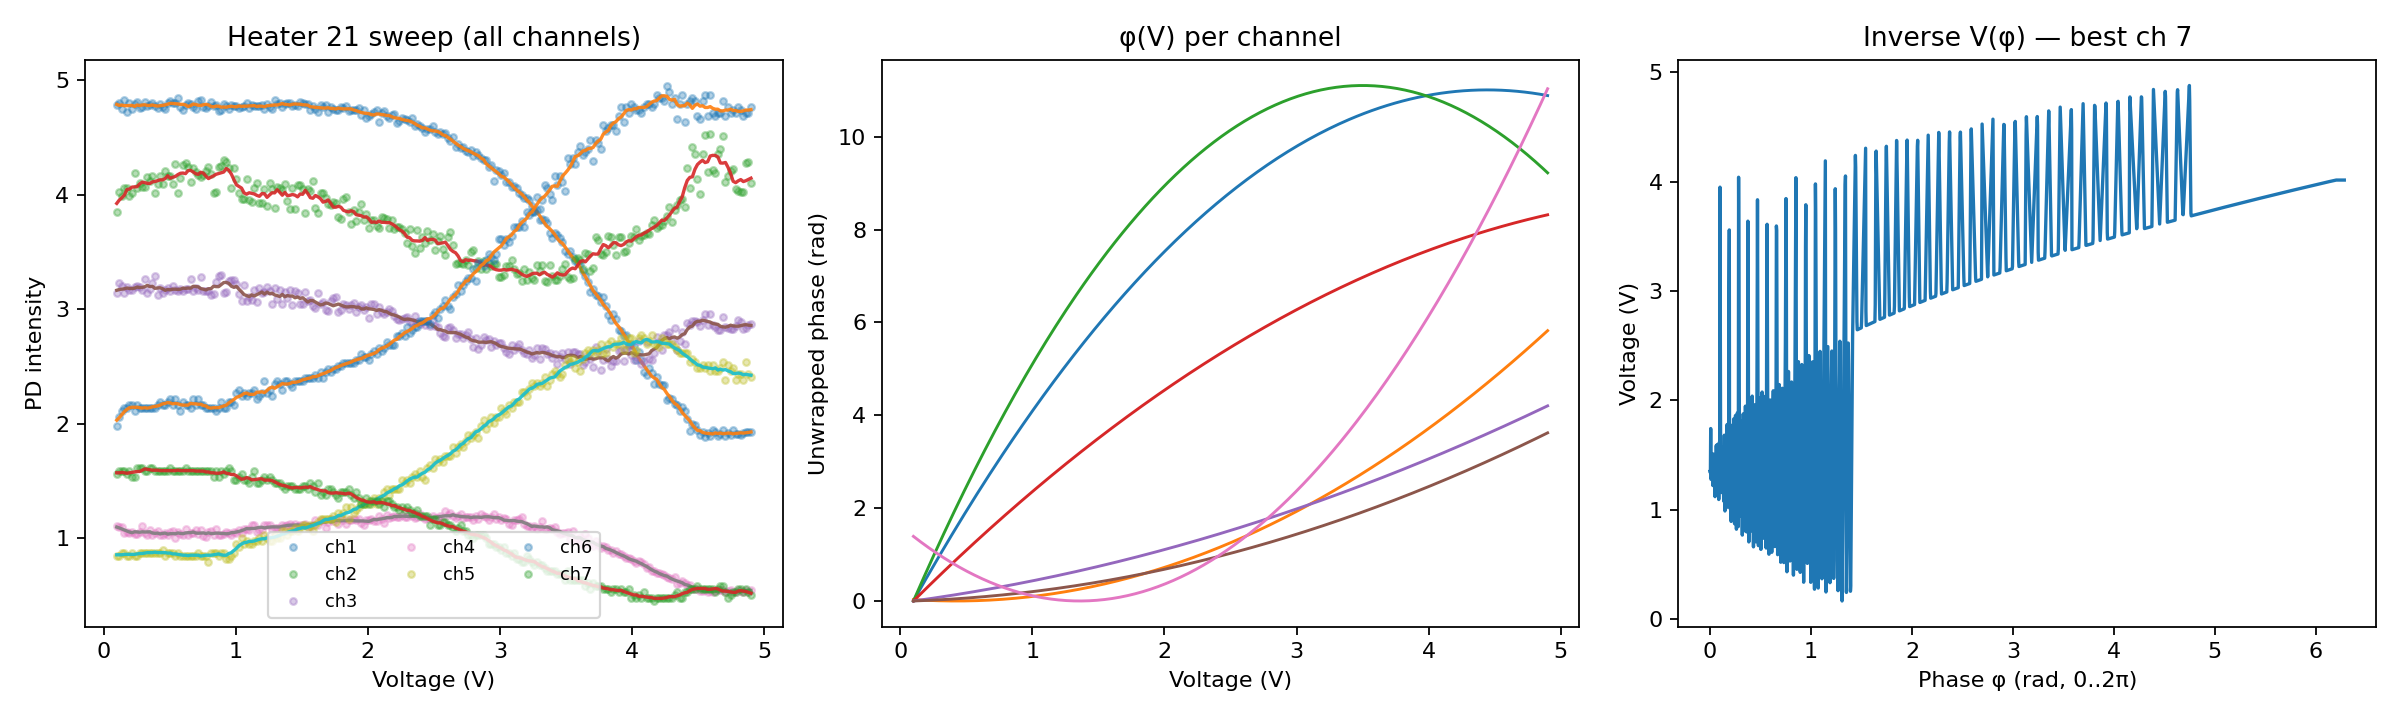 Heater 21 sweep (all channels)
5
4
3
2
1
PD intensity
0 1 2 3 4 5
Voltage (V)
ch1 ch4 ch6
ch2 ch5 ch7
ch3
φ(V) per channel
10
8
6
4
2
0
Unwrapped phase (rad)
0 1 2 3 4 5
Voltage (V)
Inverse V(φ) — best ch 7
5
4
3
2
1
0
Voltage (V)
0 1 2 3 4 5 6
Phase φ (rad, 0..2π)